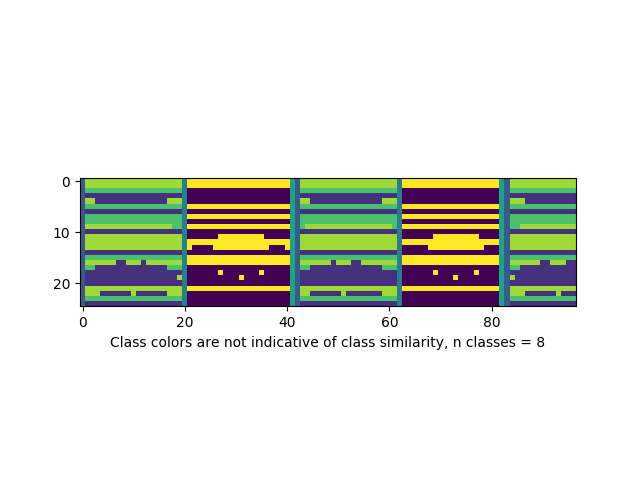 0
10
20
0 20 40 60 80
Class colors are not indicative of class similarity, n classes = 8